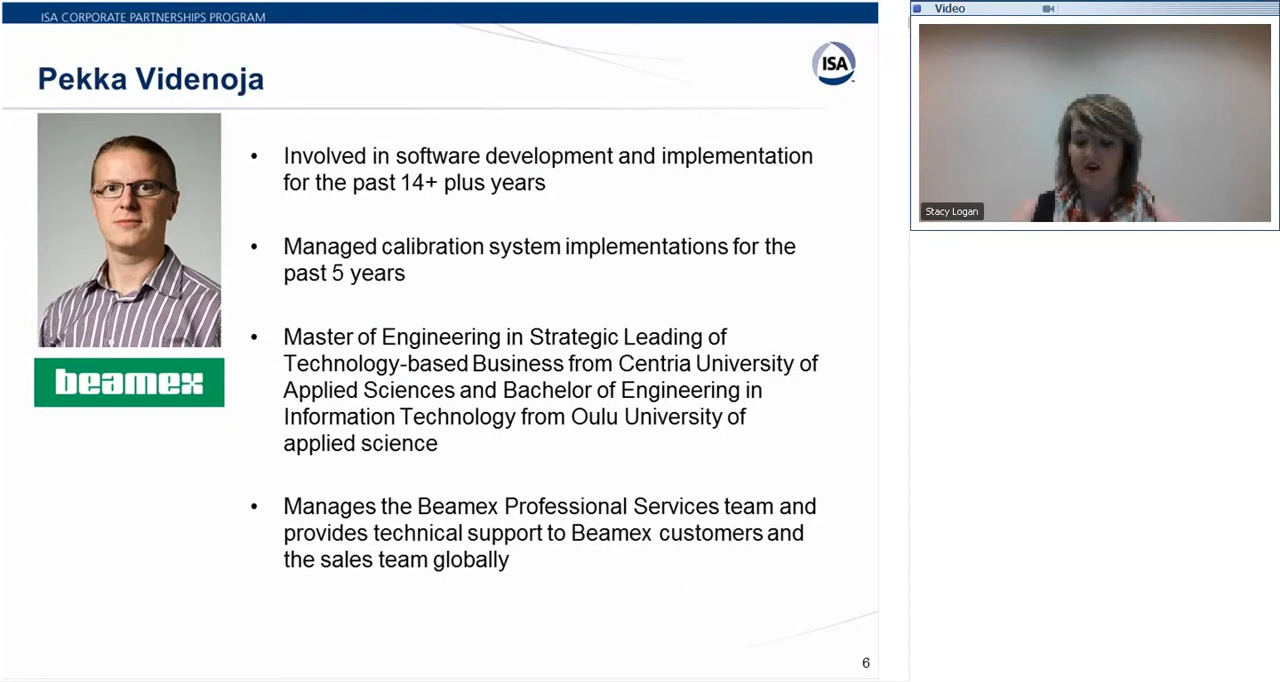 ISA CORPORATE PARTNERSHIPS PROGRAM
Pekka Videnoja
ISA
beamex
• Involved in software development and implementation
for the past 14+ plus years
• Managed calibration system implementations for the
past 5 years
• Master of Engineering in Strategic Leading of
Technology-based Business from Centria University of
Applied Sciences and Bachelor of Engineering in
Information Technology from Oulu University of
applied science
• Manages the Beamex Professional Services team and
provides technical support to Beamex customers and
the sales team globally
6
Video
Stacy Logan